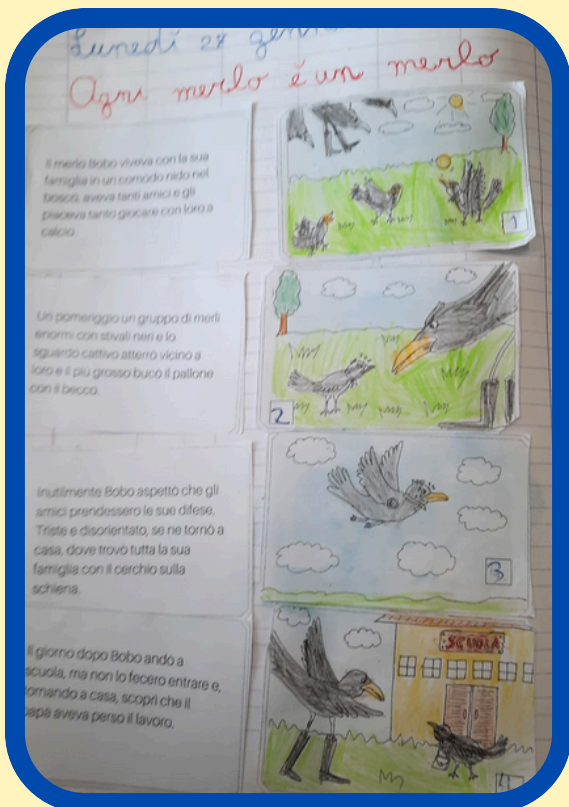 Lunedì 27 genn
Ogni merlo è un merlo
Il merlo Bobo viveva con la sua
famiglia in un comodo nido nel
bosco, aveva tanti amici e gli
piaceva tanto giocare con loro a
calcio.
1
Un pomeriggio un gruppo di merli
enormi con stivali neri e lo
sguardo cattivo atterrò vicino a
loro e il più grosso bucò il pallone
con il becco.
2
Inutilmente Bobo aspettò che gli
amici prendessero le sue difese.
Triste e disorientato, se ne tornò a
casa, dove trovò tutta la sua
famiglia con il cerchio sulla
schiena.
3
Il giorno dopo Bobo andò a
scuola, ma non lo fecero entrare e,
tornando a casa, scoprì che il
papà aveva perso il lavoro.
SCUOLA
4